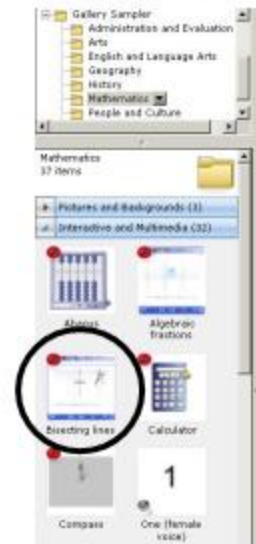 Gallery Sampler
Administration and Evaluation
Arts
English and Language Arts
Geography
History
Mathematics
People and Culture
Mathematics
37 items
Pictures and Backgrounds (3)
Interactive and Multimedia (32)
Abacus
Algebraic
fractions
Bisecting lines
Calculator
1
Compass
One (female
voice)